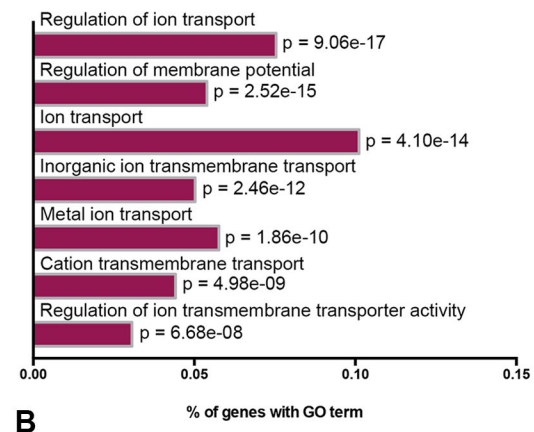 Regulation of ion transport
p = 9.06e-17
Regulation of membrane potential
p = 2.52e-15
Ion transport
p = 4.10e-14
Inorganic ion transmembrane transport
p = 2.46e-12
Metal ion transport
p = 1.86e-10
Cation transmembrane transport
p = 4.98e-09
Regulation of ion transmembrane transporter activity
p = 6.68e-08
0.00 0.05 0.10 0.15
% of genes with GO term
B